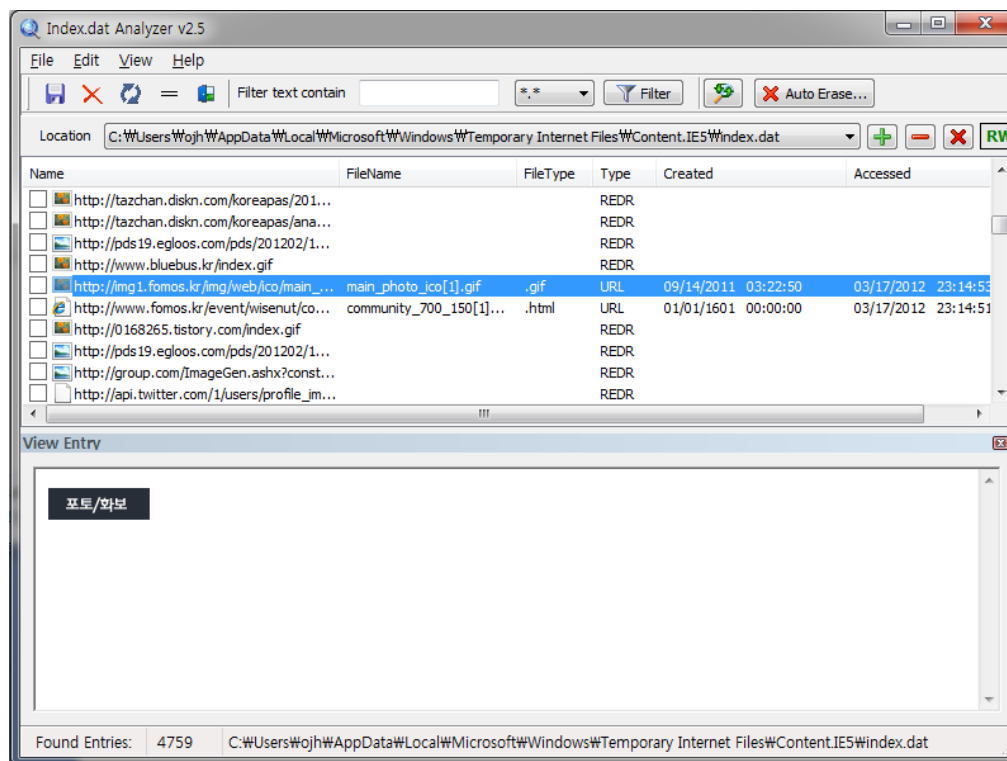 Index.dat Analyzer v2.5
File Edit View Help
Filter text contain *.* Filter Auto Erase...
Location C:₩Users₩ojh₩AppData₩Local₩Microsoft₩Windows₩Temporary Internet Files₩Content.IE5₩index.dat RW
Name FileName FileType Type Created Accessed
http://tazchan.diskn.com/koreapas/201... REDR
http://tazchan.diskn.com/koreapas/ana... REDR
http://pds19.egloos.com/pds/201202/1... REDR
http://www.bluebus.kr/index.gif REDR
http://img1.fomos.kr/img/web/ico/main_... main_photo_ico[1].gif .gif URL 09/14/2011 03:22:50 03/17/2012 23:14:53
http://www.fomos.kr/event/wisenut/co... community_700_150[1]... .html URL 01/01/1601 00:00:00 03/17/2012 23:14:51
http://0168265.tistory.com/index.gif REDR
http://pds19.egloos.com/pds/201202/1... REDR
http://group.com/ImageGen.ashx?const... REDR
http://api.twitter.com/1/users/profile_im... REDR
View Entry
포토/화보
Found Entries: 4759 C:₩Users₩ojh₩AppData₩Local₩Microsoft₩Windows₩Temporary Internet Files₩Content.IE5₩index.dat